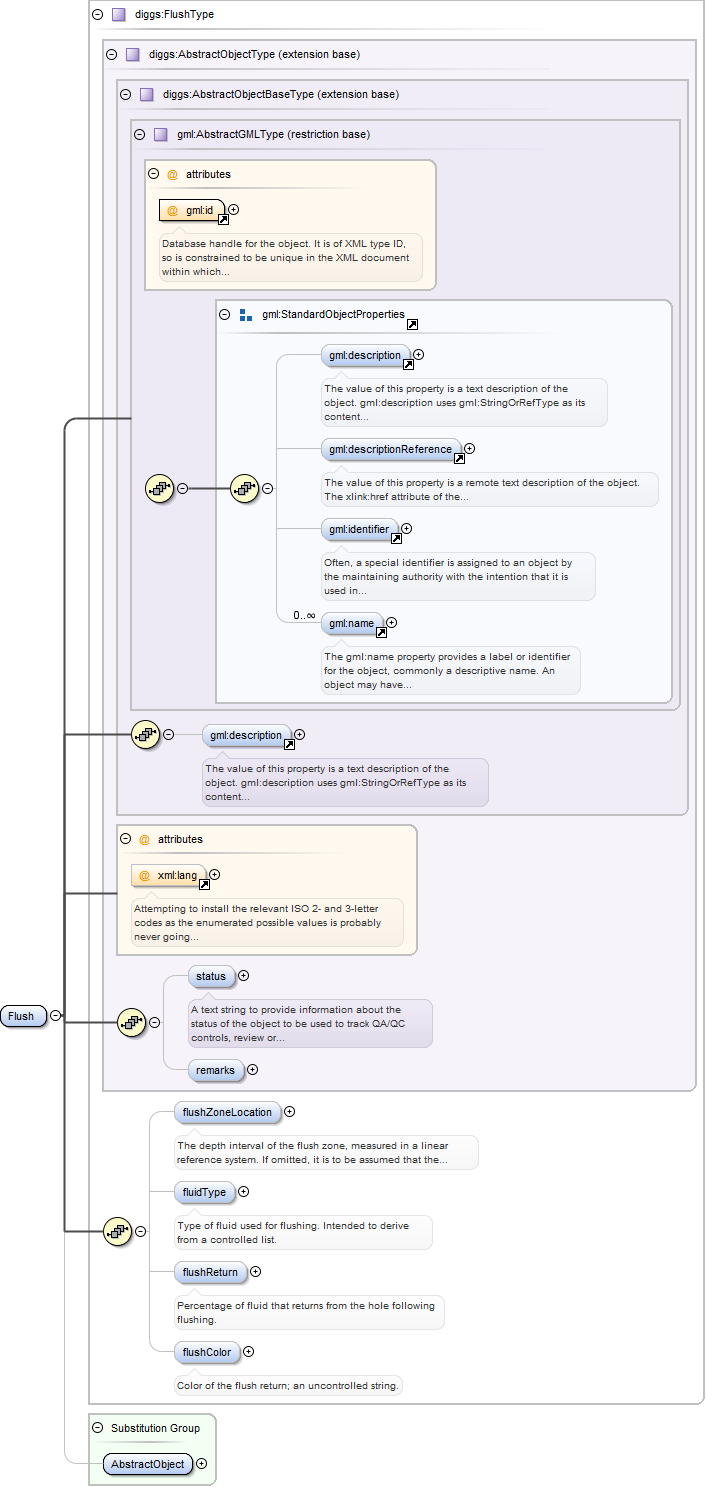 diggs:FlushType
diggs:AbstractObjectType (extension base)
diggs:AbstractObjectBaseType (extension base)
gml:AbstractGMLType (restriction base)
@ attributes
@ gml:id
Database handle for the object. It is of XML type ID,
so is constrained to be unique in the XML document
within which...
gml:StandardObjectProperties
gml:description
The value of this property is a text description of the
object. gml:description uses gml:StringOrRefType as its
content...
gml:descriptionReference
The value of this property is a remote text description of the object.
The xlink:href attribute of the...
gml:identifier
Often, a special identifier is assigned to an object by
the maintaining authority with the intention that it is
used in...
0..∞
gml:name
The gml:name property provides a label or identifier
for the object, commonly a descriptive name. An
object may have...
gml:description
The value of this property is a text description of the
object. gml:description uses gml:StringOrRefType as its
content...
@ attributes
@ xml:lang
Attempting to install the relevant ISO 2- and 3-letter
codes as the enumerated possible values is probably
never going...
status
A text string to provide information about the
status of the object to be used to track QA/QC
controls, review or...
remarks
Flush
flushZoneLocation
The depth interval of the flush zone, measured in a linear
reference system. If omitted, it is to be assumed that the...
fluidType
Type of fluid used for flushing. Intended to derive
from a controlled list.
flushReturn
Percentage of fluid that returns from the hole following
flushing.
flushColor
Color of the flush return; an uncontrolled string.
Substitution Group
AbstractObject